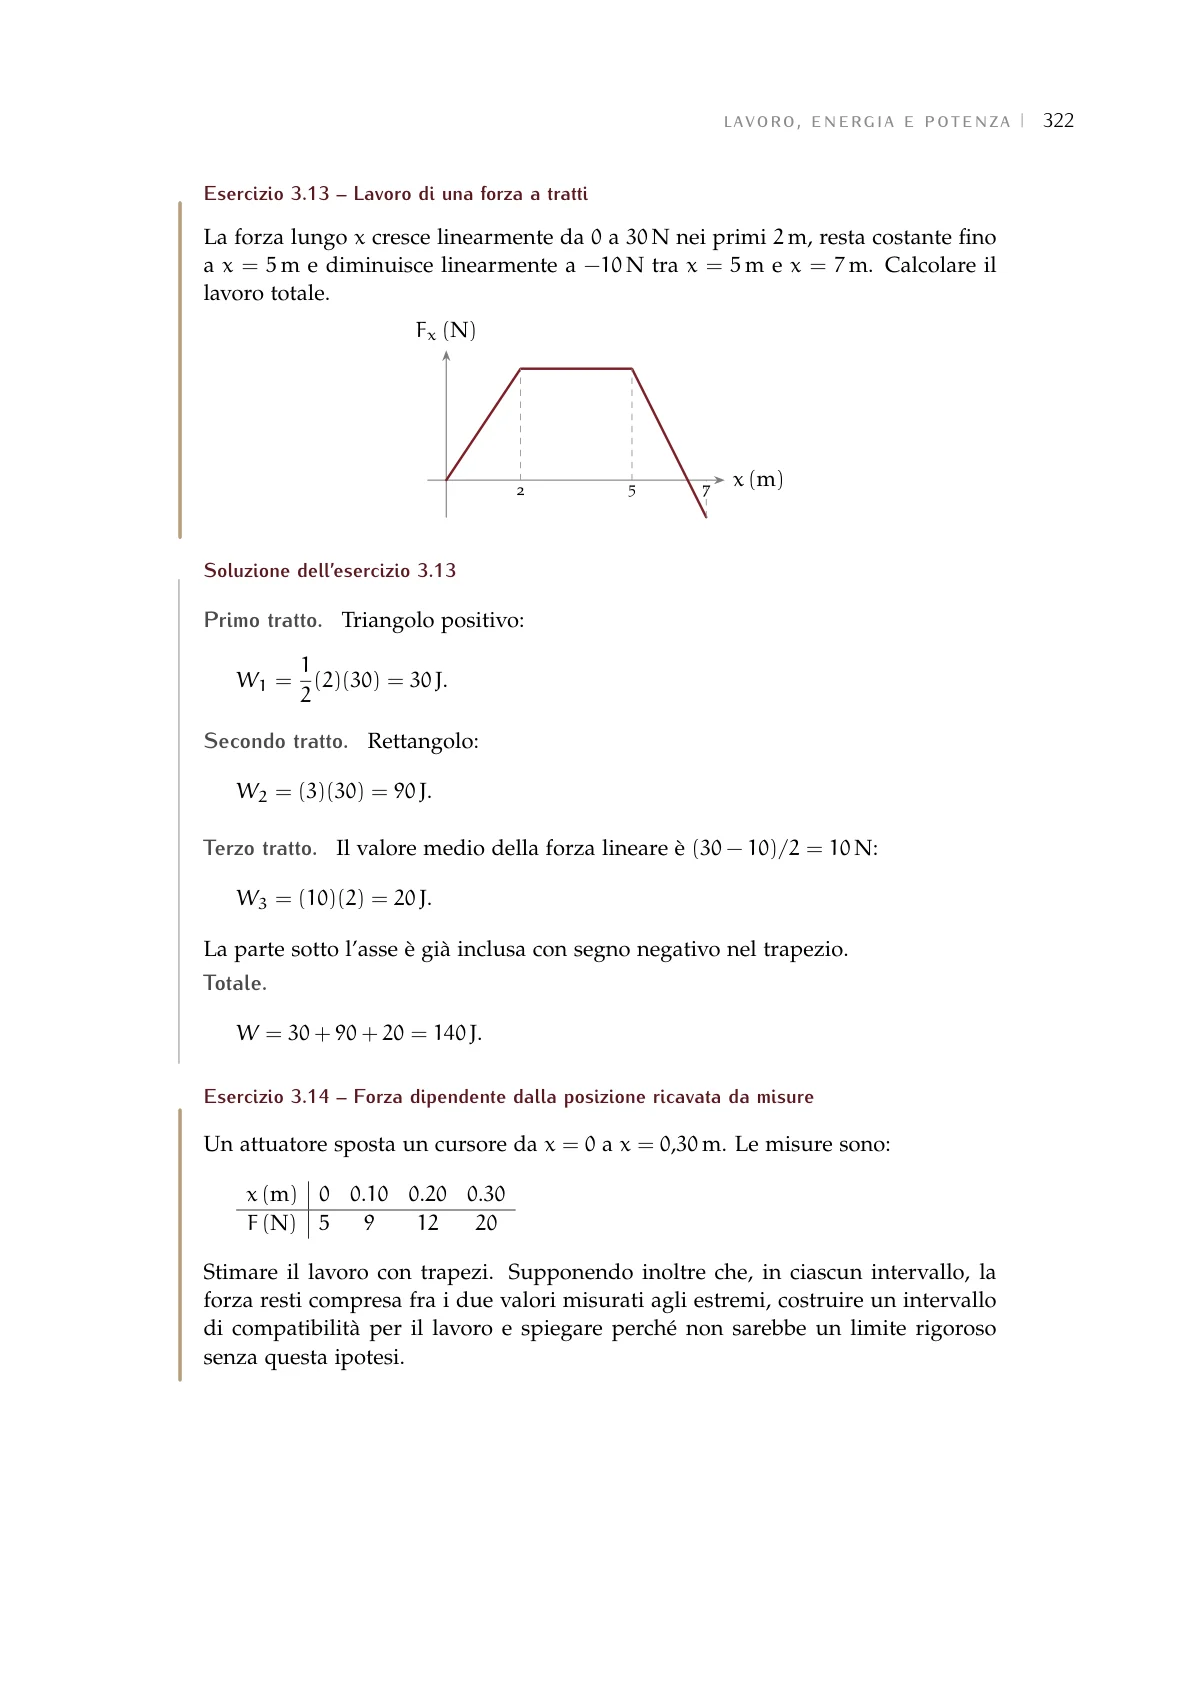 LAVORO, ENERGIA E POTENZA | 322
Esercizio 3.13 – Lavoro di una forza a tratti
La forza lungo x cresce linearmente da 0 a 30 N nei primi 2 m, resta costante fino
a x = 5 m e diminuisce linearmente a −10 N tra x = 5 m e x = 7 m. Calcolare il
lavoro totale.
Fₓ (N)
x (m)
2 5 7
Soluzione dell'esercizio 3.13
Primo tratto. Triangolo positivo:
W₁ = 1/2 (2)(30) = 30 J.
Secondo tratto. Rettangolo:
W₂ = (3)(30) = 90 J.
Terzo tratto. Il valore medio della forza lineare è (30 − 10)/2 = 10 N:
W₃ = (10)(2) = 20 J.
La parte sotto l'asse è già inclusa con segno negativo nel trapezio.
Totale.
W = 30 + 90 + 20 = 140 J.
Esercizio 3.14 – Forza dipendente dalla posizione ricavata da misure
Un attuatore sposta un cursore da x = 0 a x = 0,30 m. Le misure sono:
x (m) | 0 0.10 0.20 0.30
F (N) | 5 9 12 20
Stimare il lavoro con trapezi. Supponendo inoltre che, in ciascun intervallo, la
forza resti compresa fra i due valori misurati agli estremi, costruire un intervallo
di compatibilità per il lavoro e spiegare perché non sarebbe un limite rigoroso
senza questa ipotesi.